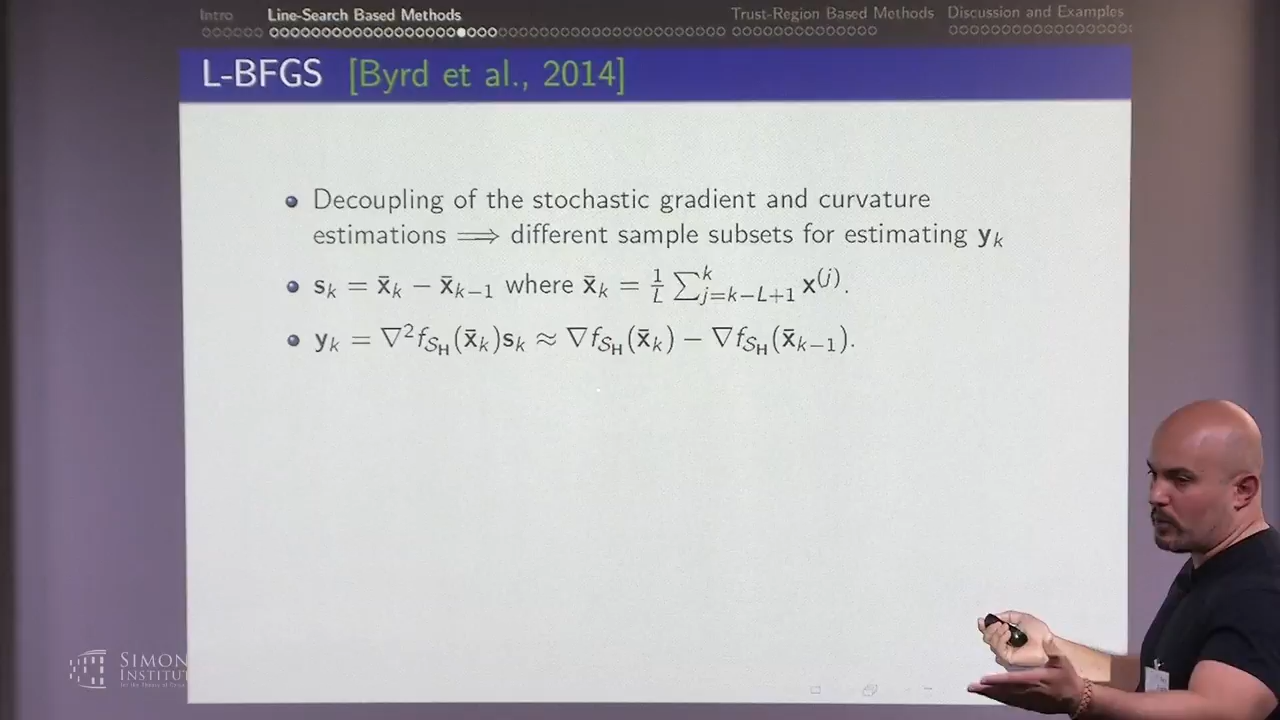 Intro Line-Search Based Methods Trust-Region Based Methods Discussion and Examples
L-BFGS [Byrd et al., 2014]
Decoupling of the stochastic gradient and curvature
estimations ⟹ different sample subsets for estimating y_k
s_k = x̄_k − x̄_{k−1} where x̄_k = 1/L ∑_{j=k−L+1}^{k} x^{(j)}.
y_k = ∇²f_{S_H}(x̄_k)s_k ≈ ∇f_{S_H}(x̄_k) − ∇f_{S_H}(x̄_{k−1}).
SIMON
INSTITUT